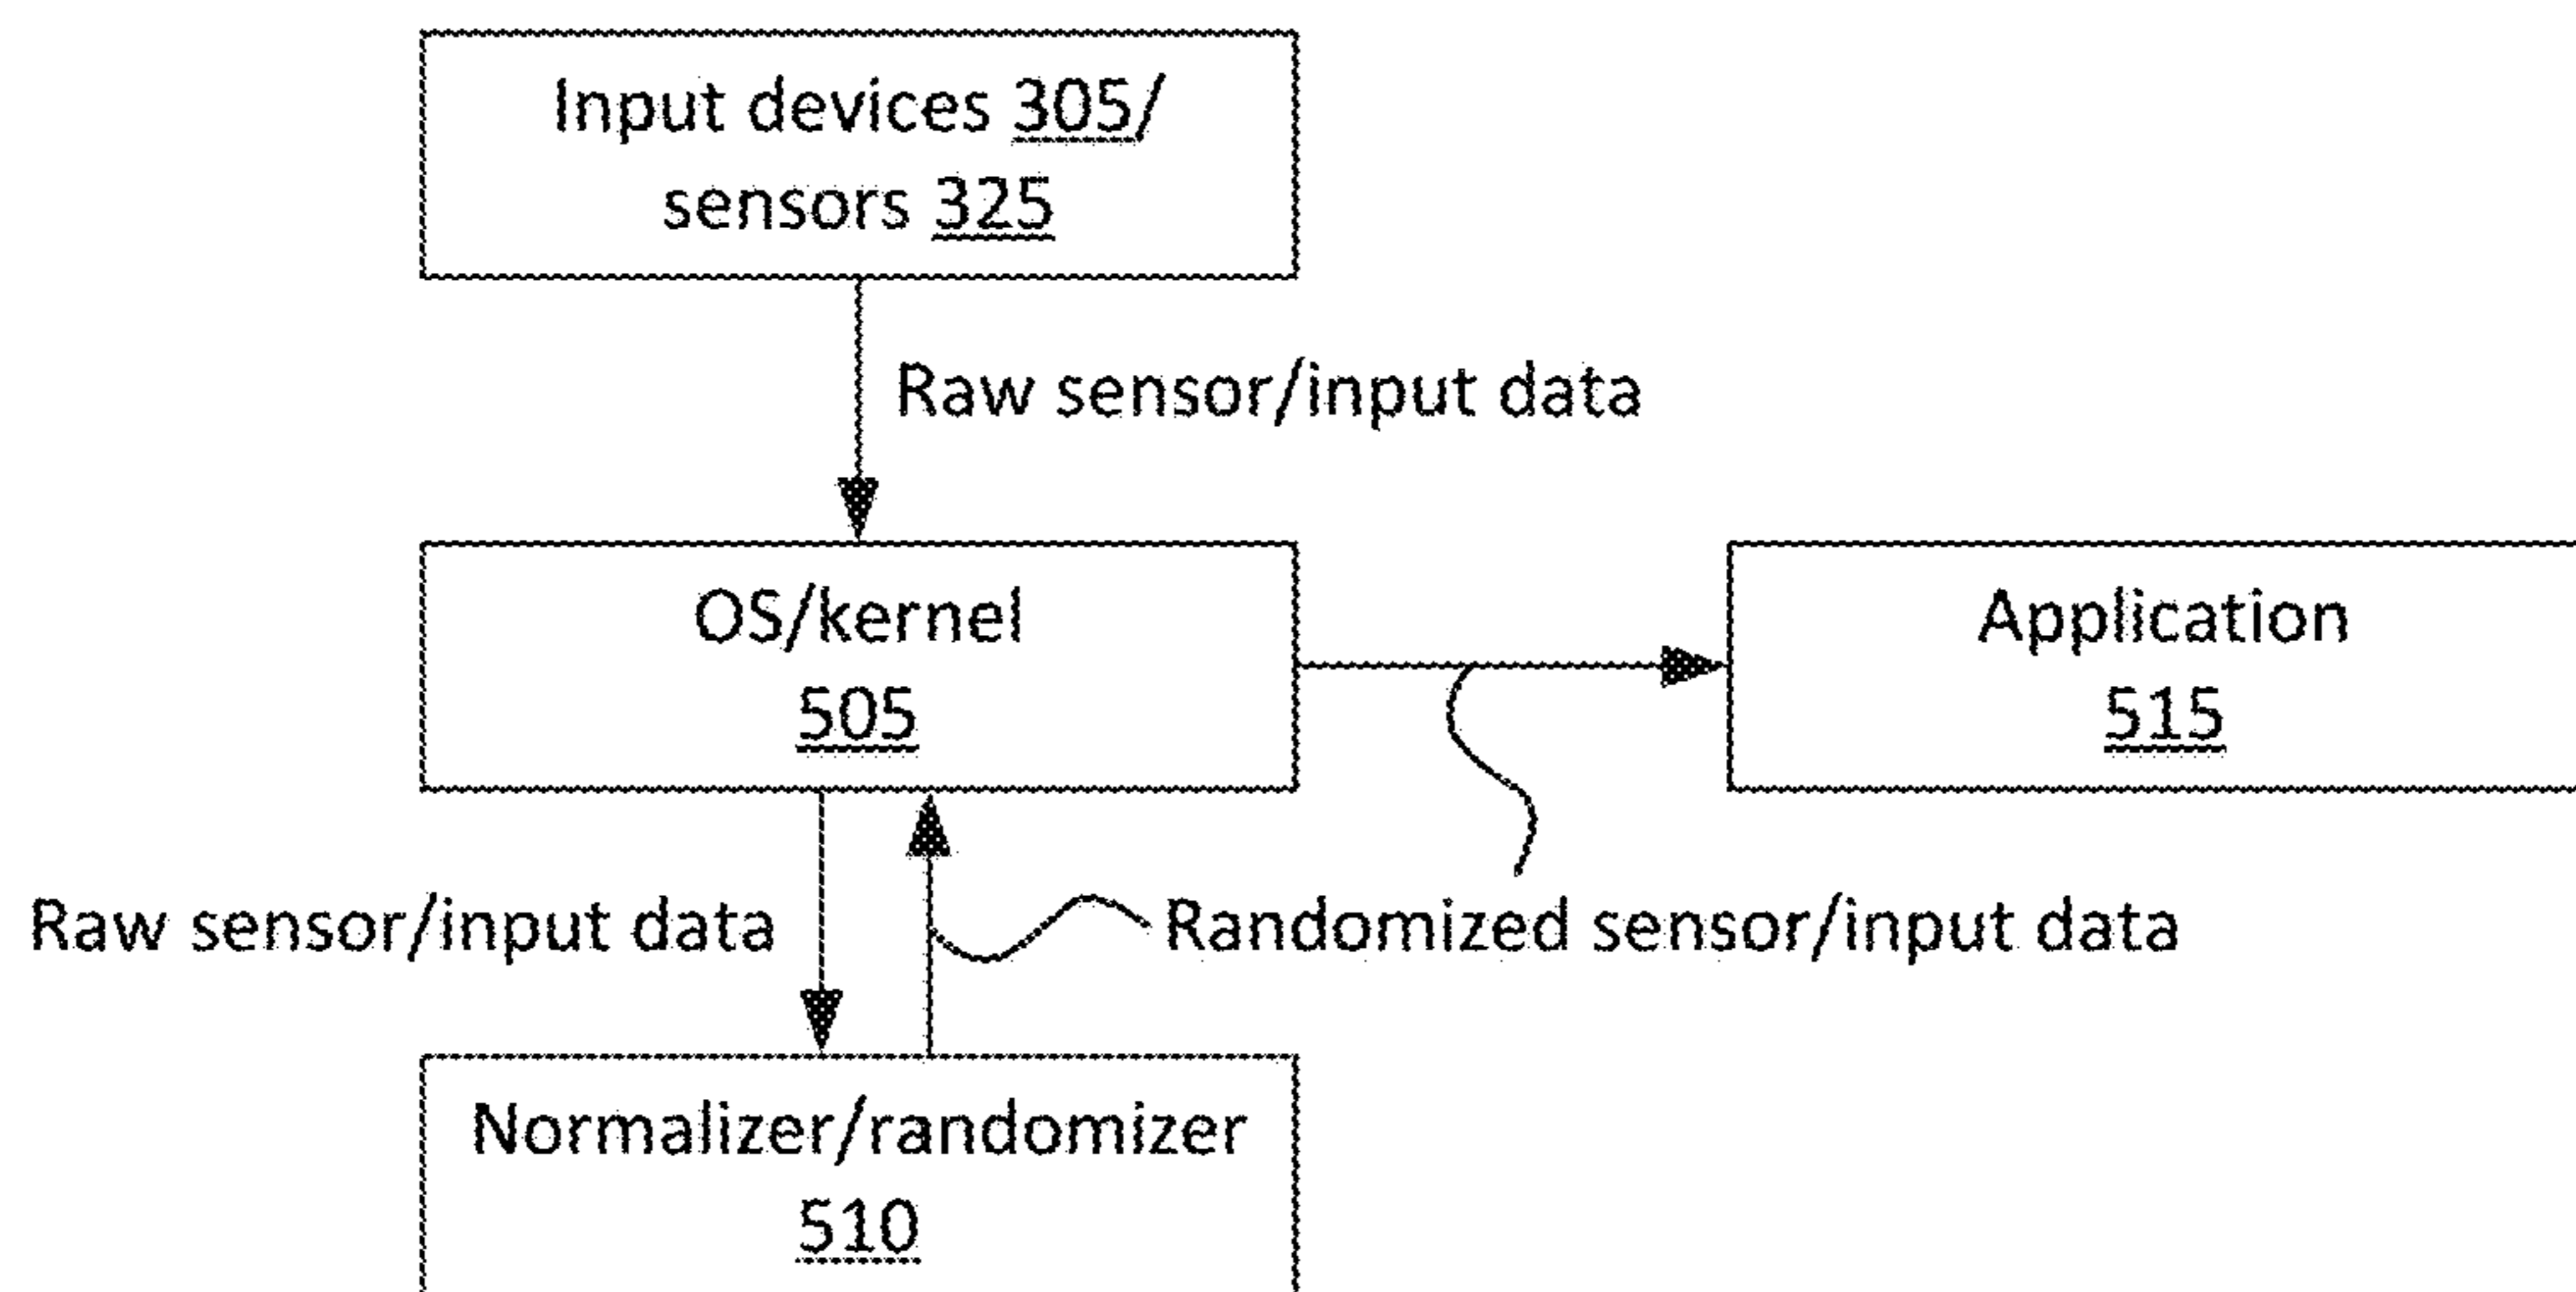 Input devices 305/
sensors 325
Raw sensor/input data
OS/kernel
505
Application
515
Raw sensor/input data
Randomized sensor/input data
Normalizer/randomizer
510